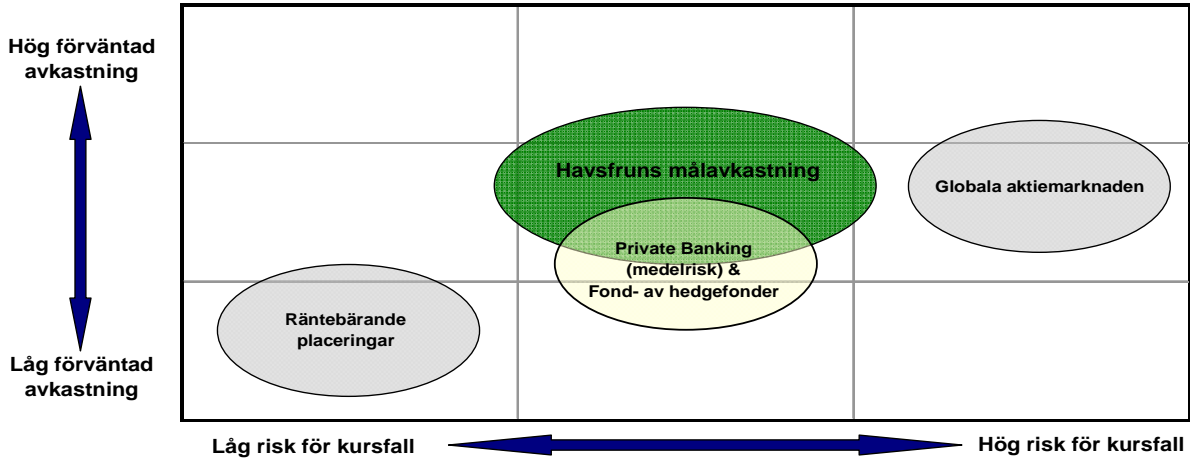 Hög förväntad
avkastning
Havsfruns målavkastning
Globala aktiemarknaden
Private Banking
(medelrisk) &
Fond- av hedgefonder
Räntebärande
placeringar
Låg förväntad
avkastning
Låg risk för kursfall
Hög risk för kursfall